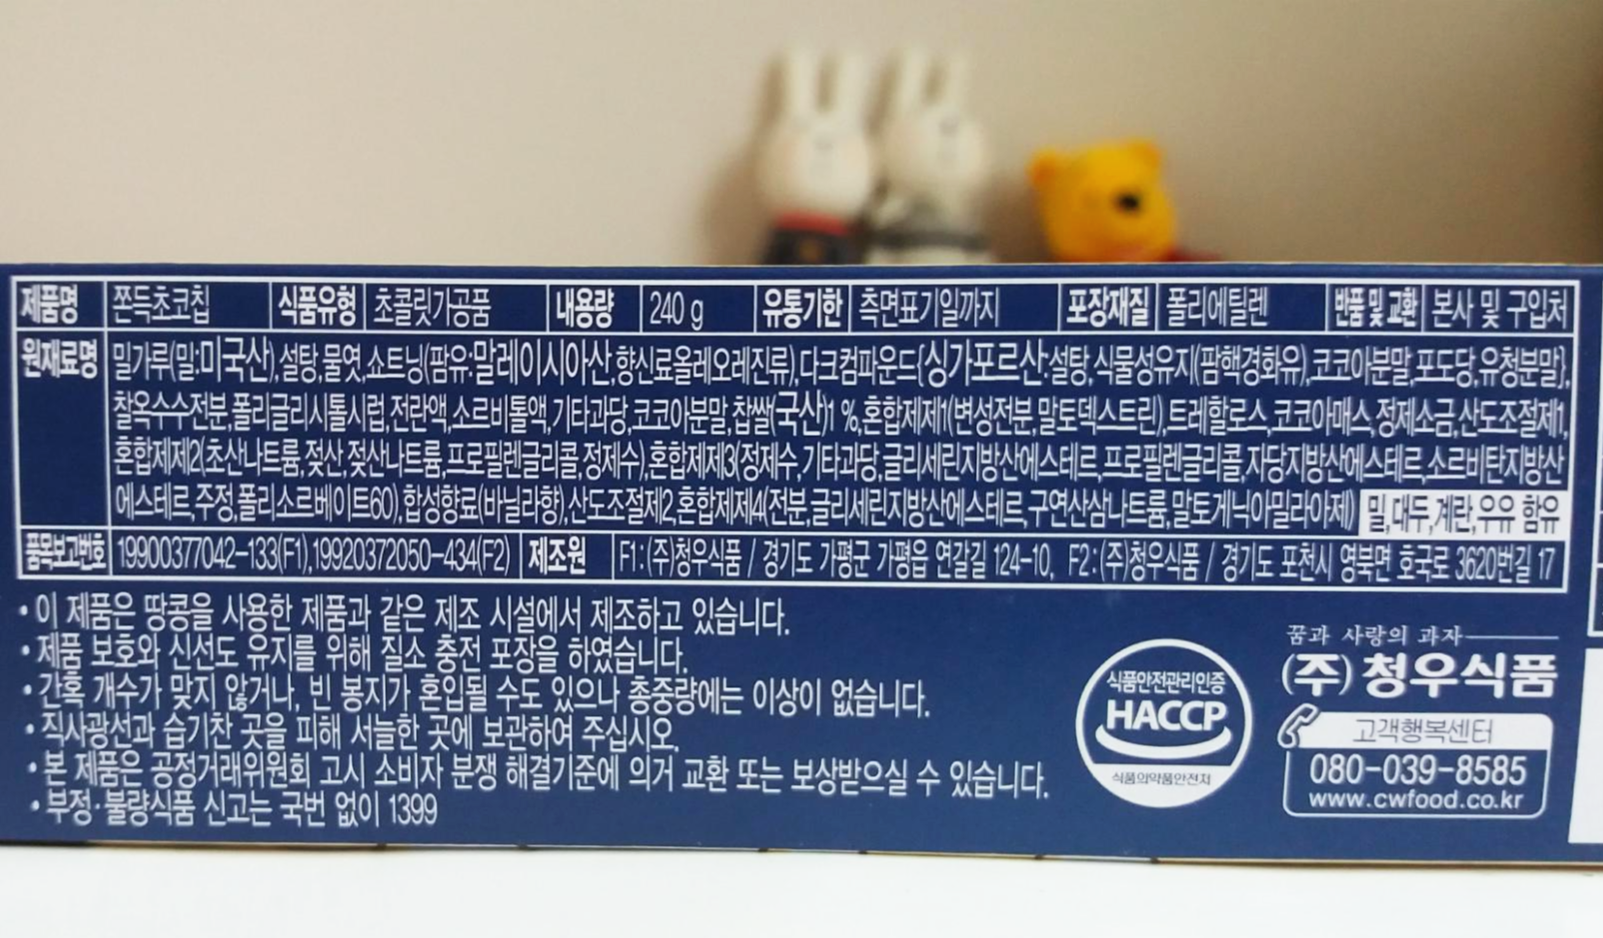 제품명 쫀득초코칩 식품유형 초콜릿가공품 내용량 240 g 유통기한 측면표기일까지 포장재질 폴리에틸렌 반품 및 교환 본사 및 구입처
원재료명 밀가루(밀:미국산),설탕,물엿,쇼트닝(팜유:말레이시아산,향신료올레오레진류),다크컴파운드{싱가포르산:설탕,식물성유지(팜핵경화유),코코아분말,포도당,유청분말},
찰옥수수전분,폴리글리시톨시럽,전란액,소르비톨액,기타과당,코코아분말,찹쌀(국산)1 %,혼합제제1(변성전분,말토덱스트린),트레할로스,코코아매스,정제소금,산도조절제1,
혼합제제2(초산나트륨,젖산,젖산나트륨,프로필렌글리콜,정제수),혼합제제3(정제수,기타과당,글리세린지방산에스테르,프로필렌글리콜,자당지방산에스테르,소르비탄지방산
에스테르,주정,폴리소르베이트60),합성향료(바닐라향),산도조절제2,혼합제제4(전분,글리세린지방산에스테르,구연산삼나트륨,말토게닉아밀라아제) 밀,대두,계란,우유 함유
품목보고번호 19900377042-133(F1),19920372050-434(F2) 제조원 F1:(주)청우식품 / 경기도 가평군 가평읍 연갈길 124-10, F2:(주)청우식품 / 경기도 포천시 영북면 호국로 3620번길 17
• 이 제품은 땅콩을 사용한 제품과 같은 제조 시설에서 제조하고 있습니다.
• 제품 보호와 신선도 유지를 위해 질소 충전 포장을 하였습니다.
• 간혹 개수가 맞지 않거나, 빈 봉지가 혼입될 수도 있으나 총중량에는 이상이 없습니다.
• 직사광선과 습기찬 곳을 피해 서늘한 곳에 보관하여 주십시오.
• 본 제품은 공정거래위원회 고시 소비자 분쟁 해결기준에 의거 교환 또는 보상받으실 수 있습니다.
• 부정·불량식품 신고는 국번 없이 1399
식품안전관리인증
HACCP
식품의약품안전처
꿈과 사랑의 과자
(주)청우식품
고객행복센터
080-039-8585
www.cwfood.co.kr